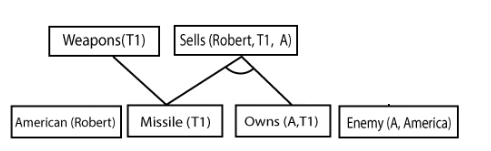 Weapons(T1)
Sells (Robert, T1, A)
American (Robert)
Missile (T1)
Owns (A,T1)
Enemy (A, America)